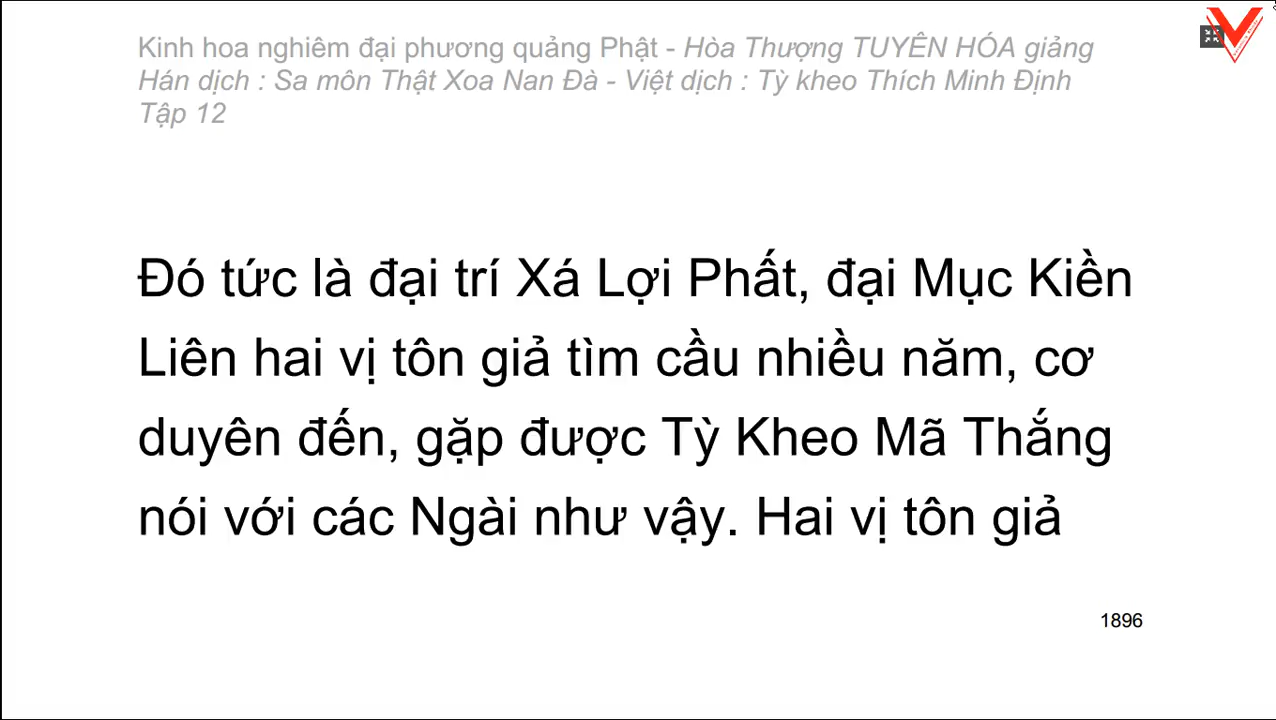 Kinh hoa nghiêm đại phương quảng Phật - Hòa Thượng TUYÊN HÓA giảng
Hán dịch : Sa môn Thật Xoa Nan Đà - Việt dịch : Tỳ kheo Thích Minh Định
Tập 12
Đó tức là đại trí Xá Lợi Phất, đại Mục Kiền
Liên hai vị tôn giả tìm cầu nhiều năm, cơ
duyên đến, gặp được Tỳ Kheo Mã Thắng
nói với các Ngài như vậy. Hai vị tôn giả
1896